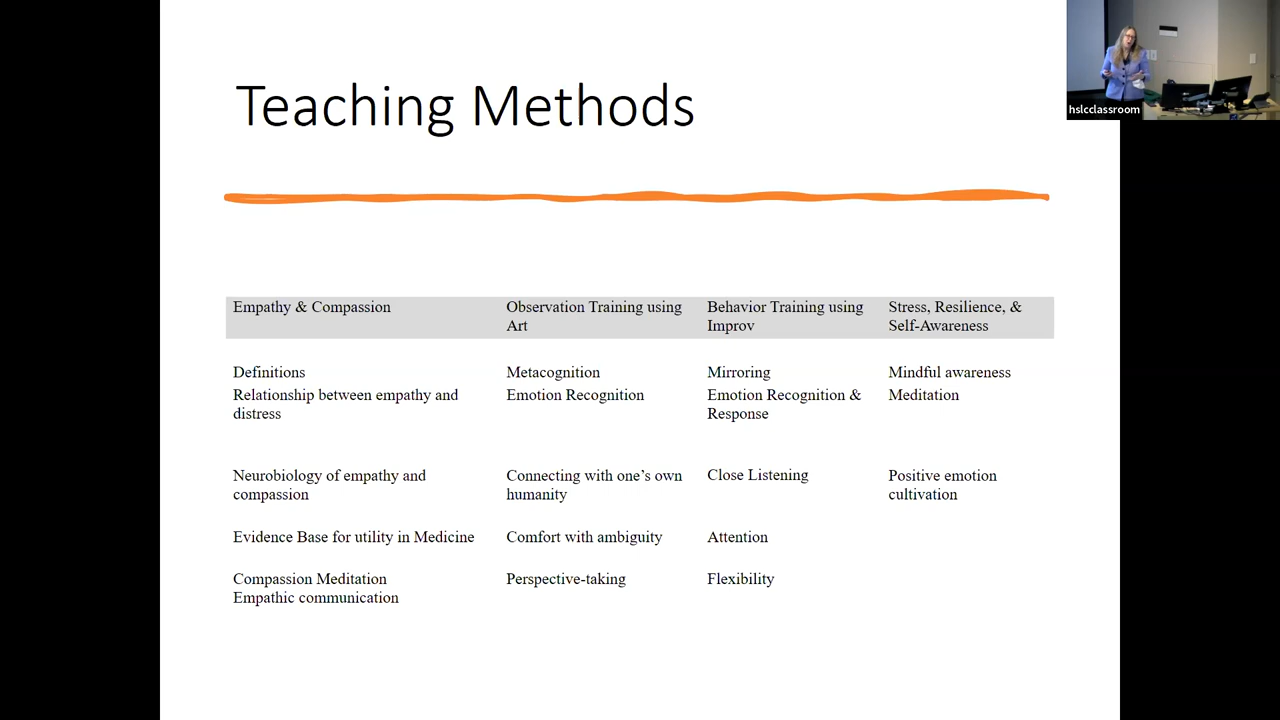 Teaching Methods
hslcclassroom
Empathy & Compassion
Observation Training using
Art
Behavior Training using
Improv
Stress, Resilience, &
Self-Awareness
Definitions
Metacognition
Mirroring
Mindful awareness
Relationship between empathy and
distress
Emotion Recognition
Emotion Recognition &
Response
Meditation
Neurobiology of empathy and
compassion
Connecting with one’s own
humanity
Close Listening
Positive emotion
cultivation
Evidence Base for utility in Medicine
Comfort with ambiguity
Attention
Compassion Meditation
Empathic communication
Perspective-taking
Flexibility